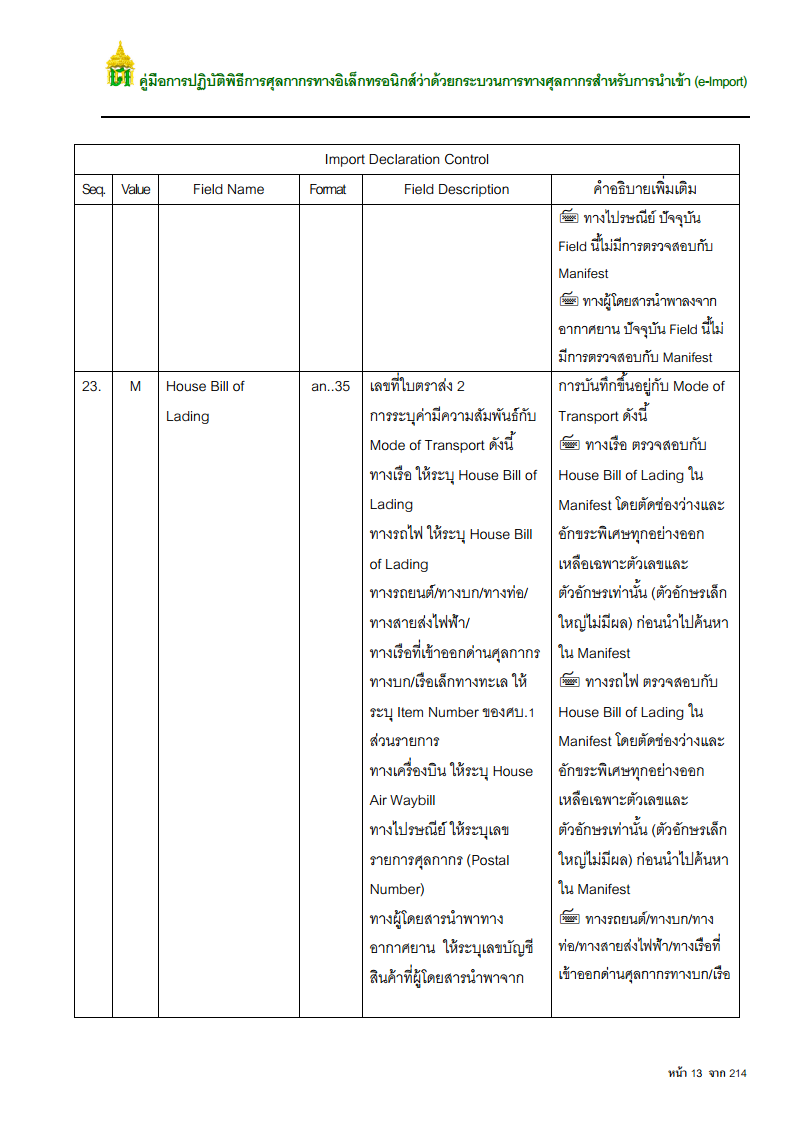 คู่มือการปฏิบัติพิธีการศุลกากรทางอิเล็กทรอนิกส์ว่าด้วยกระบวนการทางศุลกากรสำหรับการนำเข้า (e-Import)
Import Declaration Control
Seq. Value Field Name Format Field Description คำอธิบายเพิ่มเติม
ทางไปรษณีย์ ปัจจุบัน
Field นี้ไม่มีการตรวจสอบกับ
Manifest
ทางผู้โดยสารนำพาลงจาก
อากาศยาน ปัจจุบัน Field นี้ไม่
มีการตรวจสอบกับ Manifest
23. M House Bill of
Lading
an..35
เลขที่ใบตราส่ง 2
การระบุค่ามีความสัมพันธ์กับ
Mode of Transport ดังนี้
ทางเรือ ให้ระบุ House Bill of
Lading
ทางรถไฟ ให้ระบุ House Bill
of Lading
ทางรถยนต์/ทางบก/ทางท่อ/
ทางสายส่งไฟฟ้า/
ทางเรือที่เข้าออกด่านศุลกากร
ทางบก/เรือเล็กทางทะเล ให้
ระบุ Item Number ของศบ.1
ส่วนรายการ
ทางเครื่องบิน ให้ระบุ House
Air Waybill
ทางไปรษณีย์ ให้ระบุเลข
รายการศุลกากร (Postal
Number)
ทางผู้โดยสารนำพาทาง
อากาศยาน ให้ระบุเลขบัญชี
สินค้าที่ผู้โดยสารนำพาจาก
การบันทึกขึ้นอยู่กับ Mode of
Transport ดังนี้
ทางเรือ ตรวจสอบกับ
House Bill of Lading ใน
Manifest โดยตัดช่องว่างและ
อักขระพิเศษทุกอย่างออก
เหลือเฉพาะตัวเลขและ
ตัวอักษรเท่านั้น (ตัวอักษรเล็ก
ใหญ่ไม่มีผล) ก่อนนำไปค้นหา
ใน Manifest
ทางรถไฟ ตรวจสอบกับ
House Bill of Lading ใน
Manifest โดยตัดช่องว่างและ
อักขระพิเศษทุกอย่างออก
เหลือเฉพาะตัวเลขและ
ตัวอักษรเท่านั้น (ตัวอักษรเล็ก
ใหญ่ไม่มีผล) ก่อนนำไปค้นหา
ใน Manifest
ทางรถยนต์/ทางบก/ทาง
ท่อ/ทางสายส่งไฟฟ้า/ทางเรือที่
เข้าออกด่านศุลกากรทางบก/เรือ
หน้า 13 จาก 214